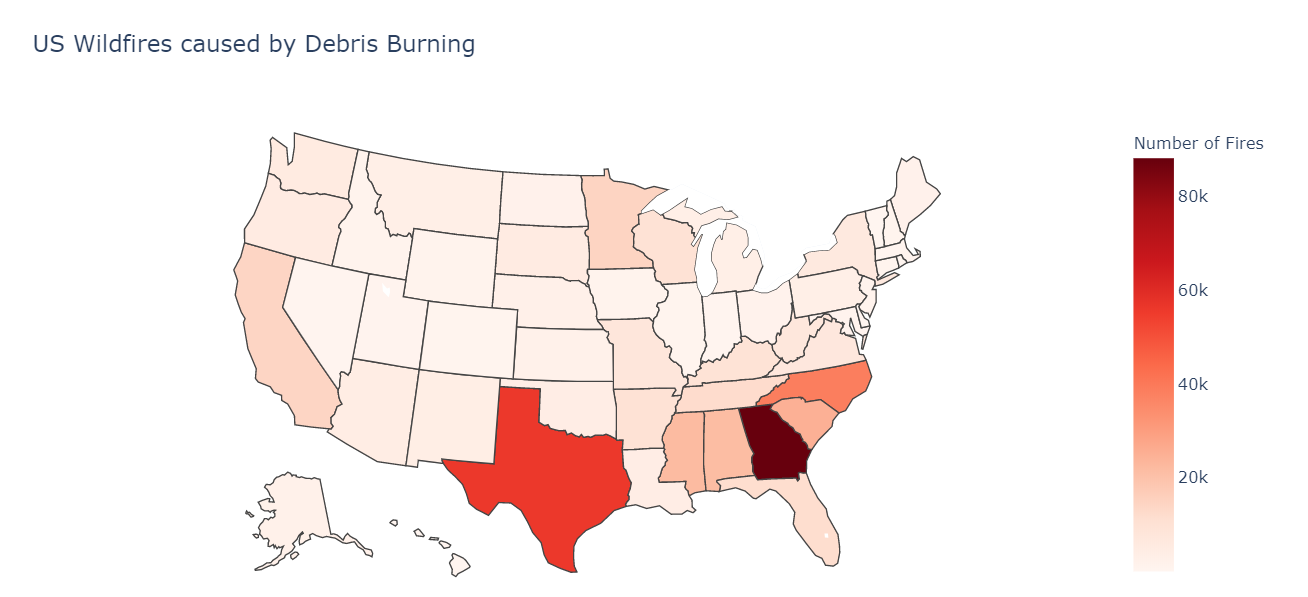 US Wildfires caused by Debris Burning
Number of Fires
80k
60k
40k
20k